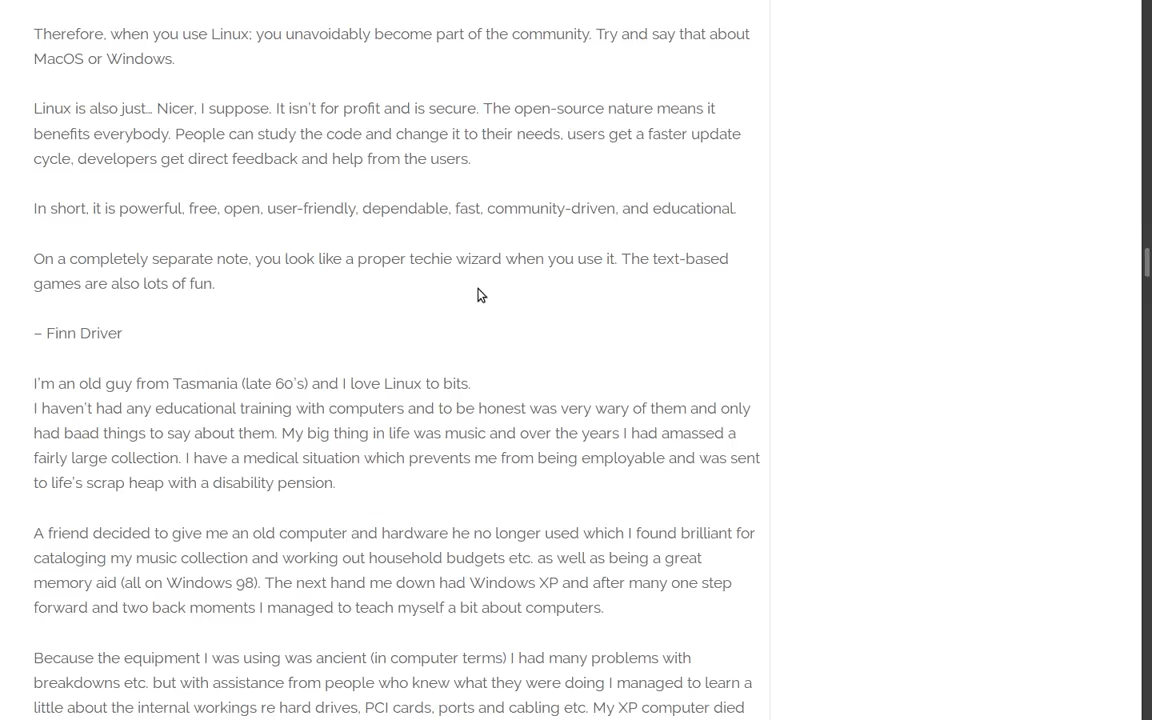 Therefore, when you use Linux; you unavoidably become part of the community. Try and say that about
MacOS or Windows.
Linux is also just… Nicer, I suppose. It isn't for profit and is secure. The open-source nature means it
benefits everybody. People can study the code and change it to their needs, users get a faster update
cycle, developers get direct feedback and help from the users.
In short, it is powerful, free, open, user-friendly, dependable, fast, community-driven, and educational.
On a completely separate note, you look like a proper techie wizard when you use it. The text-based
games are also lots of fun.
– Finn Driver
I'm an old guy from Tasmania (late 60's) and I love Linux to bits.
I haven't had any educational training with computers and to be honest was very wary of them and only
had baad things to say about them. My big thing in life was music and over the years I had amassed a
fairly large collection. I have a medical situation which prevents me from being employable and was sent
to life's scrap heap with a disability pension.
A friend decided to give me an old computer and hardware he no longer used which I found brilliant for
cataloging my music collection and working out household budgets etc. as well as being a great
memory aid (all on Windows 98). The next hand me down had Windows XP and after many one step
forward and two back moments I managed to teach myself a bit about computers.
Because the equipment I was using was ancient (in computer terms) I had many problems with
breakdowns etc. but with assistance from people who knew what they were doing I managed to learn a
little about the internal workings re hard drives, PCI cards, ports and cabling etc. My XP computer died